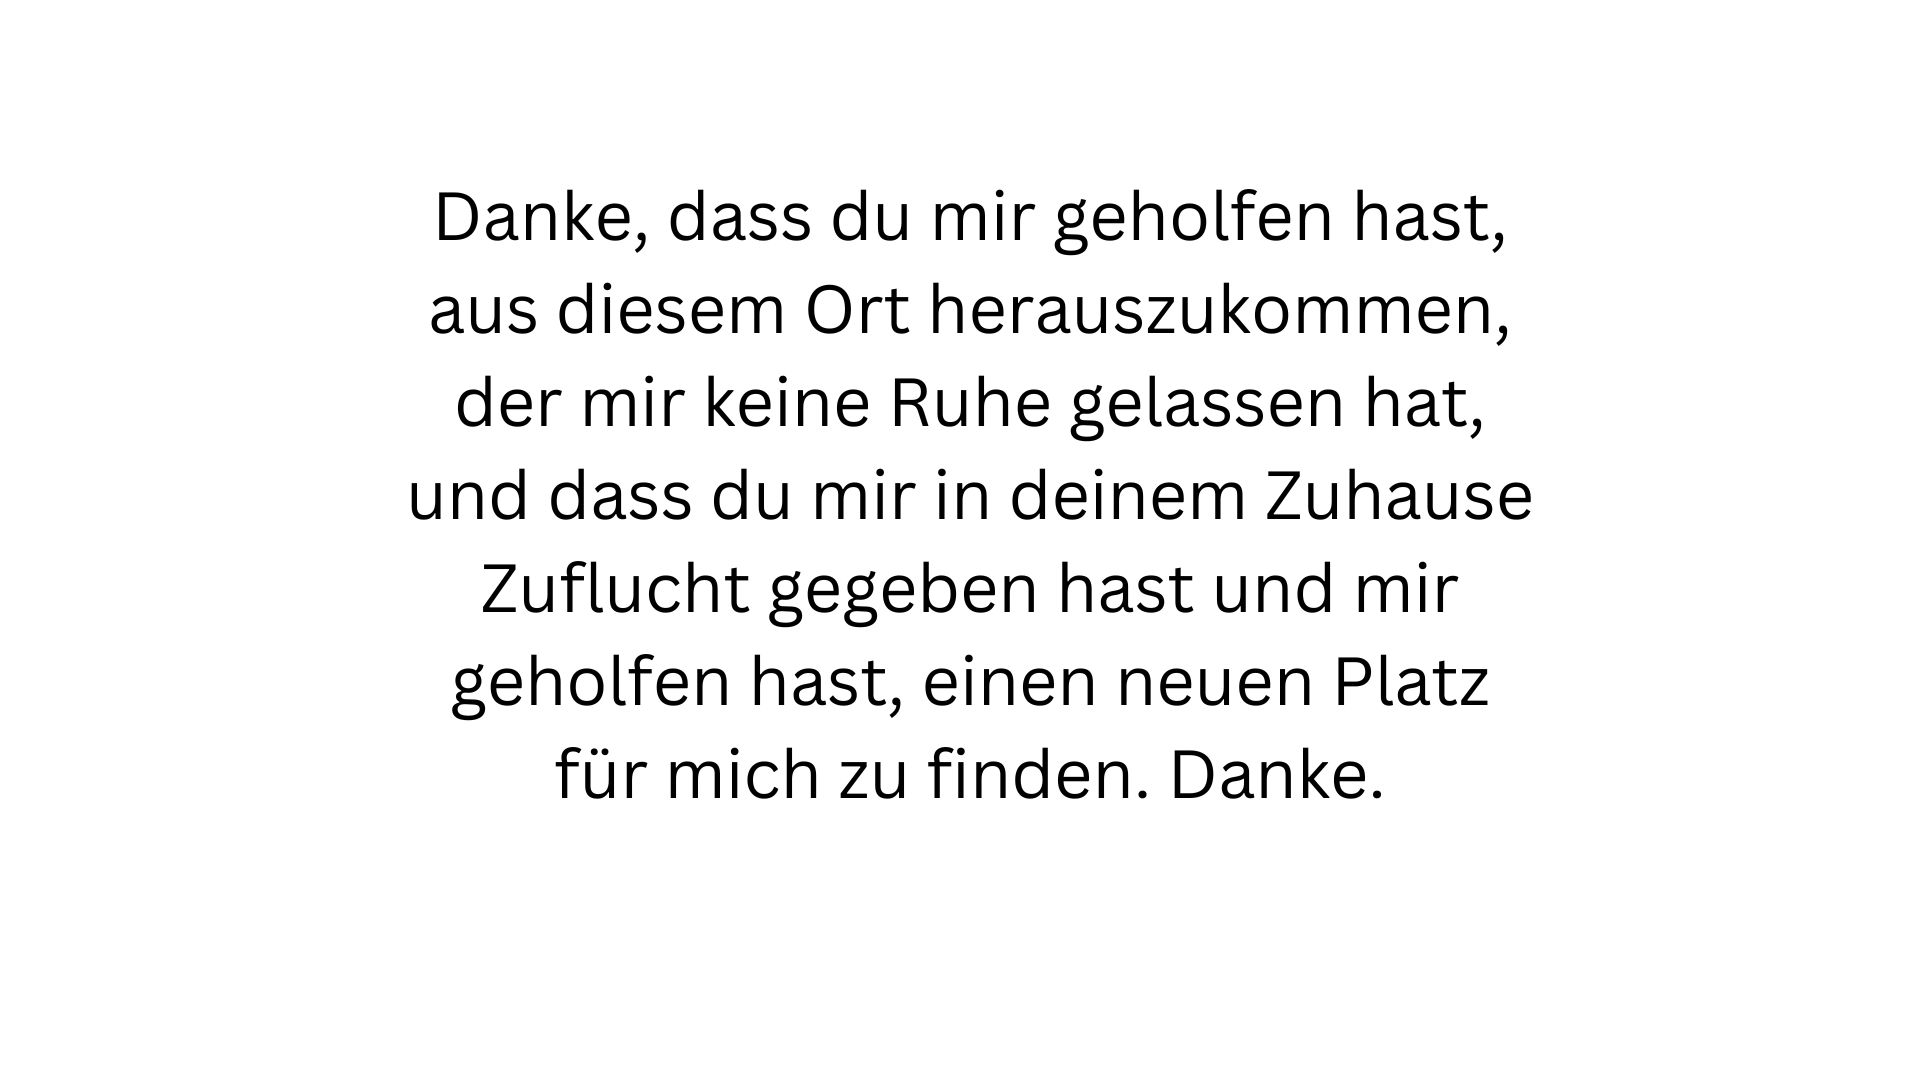 Danke, dass du mir geholfen hast,
aus diesem Ort herauszukommen,
der mir keine Ruhe gelassen hat,
und dass du mir in deinem Zuhause
Zuflucht gegeben hast und mir
geholfen hast, einen neuen Platz
für mich zu finden. Danke.